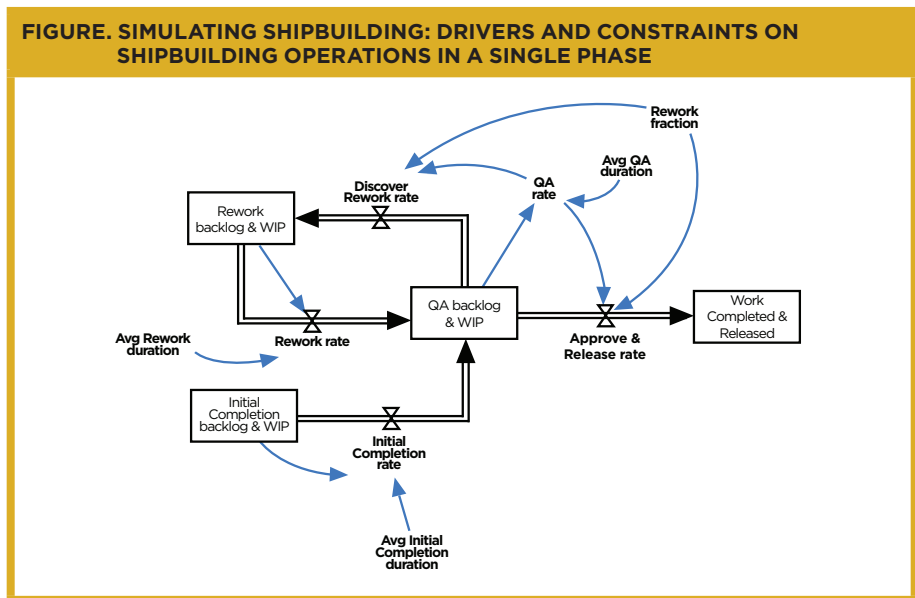 FIGURE. SIMULATING SHIPBUILDING: DRIVERS AND CONSTRAINTS ON
SHIPBUILDING OPERATIONS IN A SINGLE PHASE
Rework
fraction
Avg QA
duration
QA
rate
Discover
Rework rate
Rework
backlog & WIP
QA backlog
& WIP
Work
Completed &
Released
Approve &
Release rate
Rework rate
Avg Rework
duration
Initial
Completion
backlog & WIP
Initial
Completion
rate
Avg Initial
Completion
duration